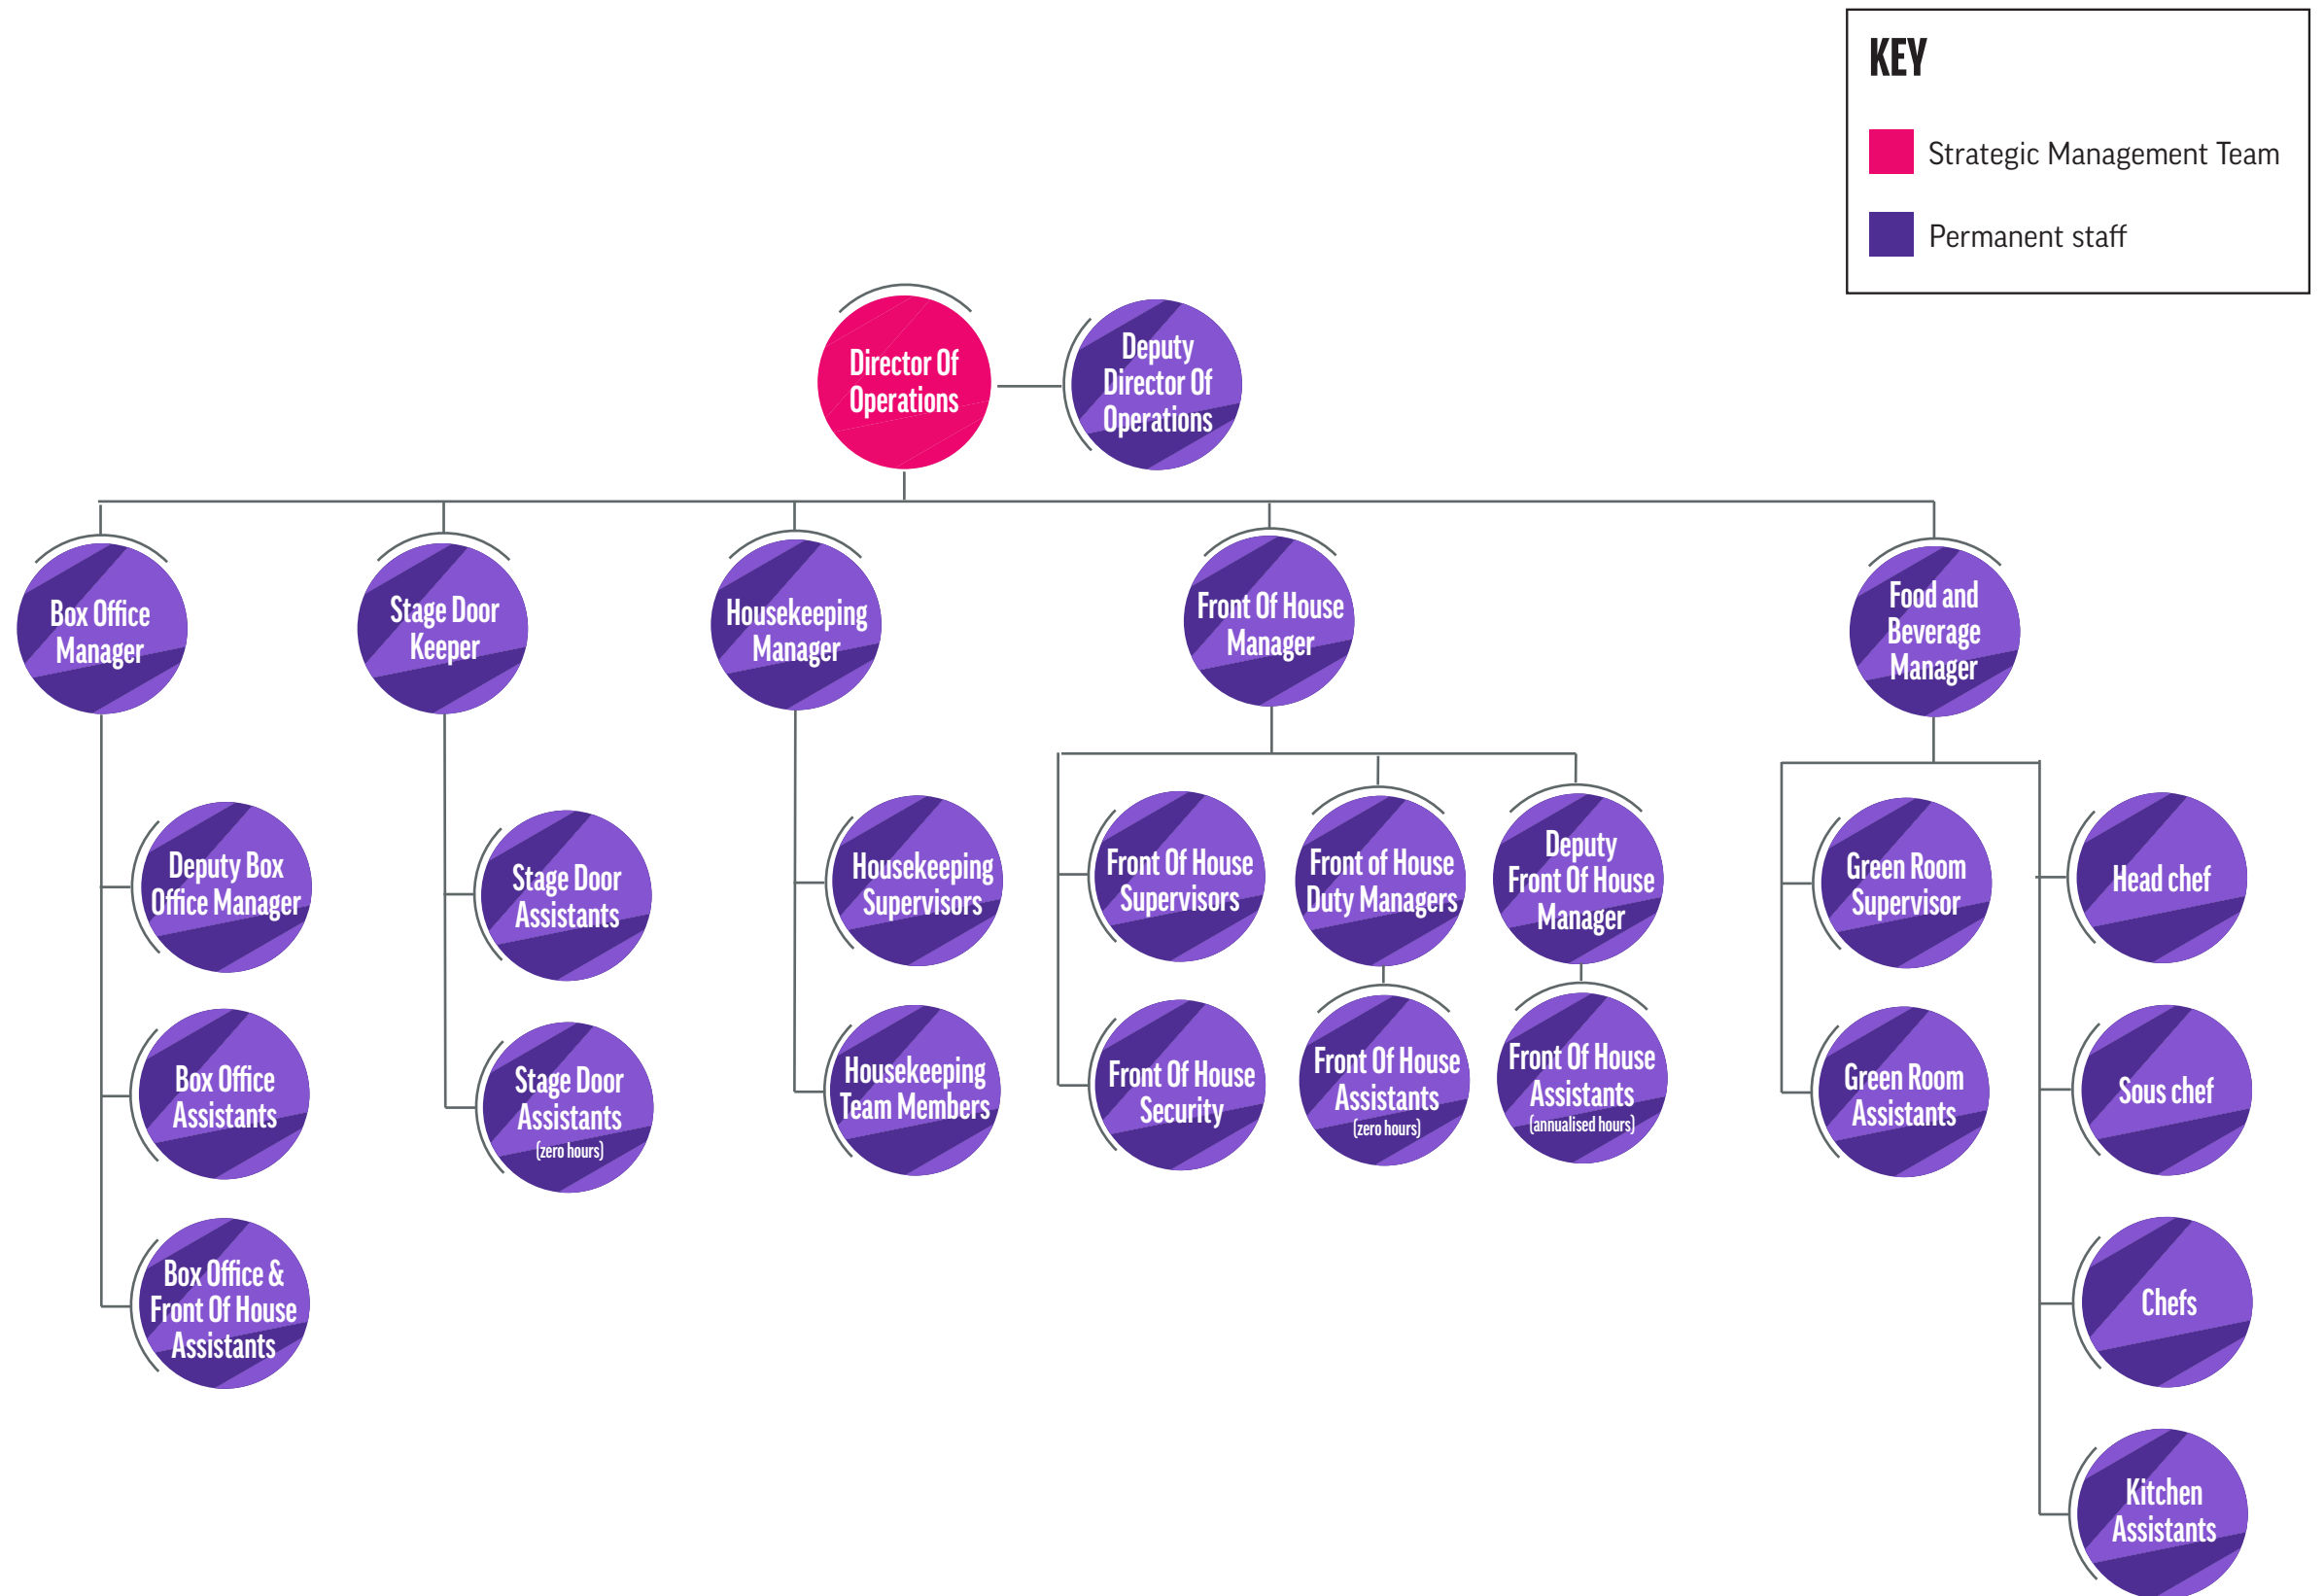 KEY
Strategic Management Team
Permanent staff
Director Of
Operations
Deputy
Director Of
Operations
Box Office
Manager
Stage Door
Keeper
Housekeeping
Manager
Front Of House
Manager
Food and
Beverage
Manager
Deputy Box
Office Manager
Box Office
Assistants
Box Office &
Front Of House
Assistants
Stage Door
Assistants
Stage Door
Assistants
(zero hours)
Housekeeping
Supervisors
Housekeeping
Team Members
Front Of House
Supervisors
Front Of House
Security
Front of House
Duty Managers
Front Of House
Assistants
(zero hours)
Deputy
Front Of House
Manager
Front Of House
Assistants
(annualised hours)
Green Room
Supervisor
Green Room
Assistants
Head chef
Sous chef
Chefs
Kitchen
Assistants